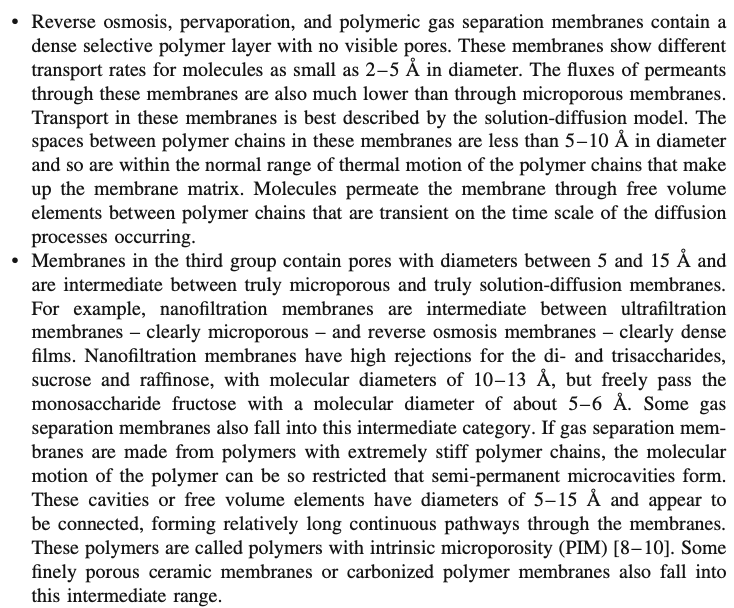 • Reverse osmosis, pervaporation, and polymeric gas separation membranes contain a
dense selective polymer layer with no visible pores. These membranes show different
transport rates for molecules as small as 2–5 Å in diameter. The fluxes of permeants
through these membranes are also much lower than through microporous membranes.
Transport in these membranes is best described by the solution-diffusion model. The
spaces between polymer chains in these membranes are less than 5–10 Å in diameter
and so are within the normal range of thermal motion of the polymer chains that make
up the membrane matrix. Molecules permeate the membrane through free volume
elements between polymer chains that are transient on the time scale of the diffusion
processes occurring.
• Membranes in the third group contain pores with diameters between 5 and 15 Å and
are intermediate between truly microporous and truly solution-diffusion membranes.
For example, nanofiltration membranes are intermediate between ultrafiltration
membranes – clearly microporous – and reverse osmosis membranes – clearly dense
films. Nanofiltration membranes have high rejections for the di- and trisaccharides,
sucrose and raffinose, with molecular diameters of 10–13 Å, but freely pass the
monosaccharide fructose with a molecular diameter of about 5–6 Å. Some gas
separation membranes also fall into this intermediate category. If gas separation mem-
branes are made from polymers with extremely stiff polymer chains, the molecular
motion of the polymer can be so restricted that semi-permanent microcavities form.
These cavities or free volume elements have diameters of 5–15 Å and appear to
be connected, forming relatively long continuous pathways through the membranes.
These polymers are called polymers with intrinsic microporosity (PIM) [8–10]. Some
finely porous ceramic membranes or carbonized polymer membranes also fall into
this intermediate range.